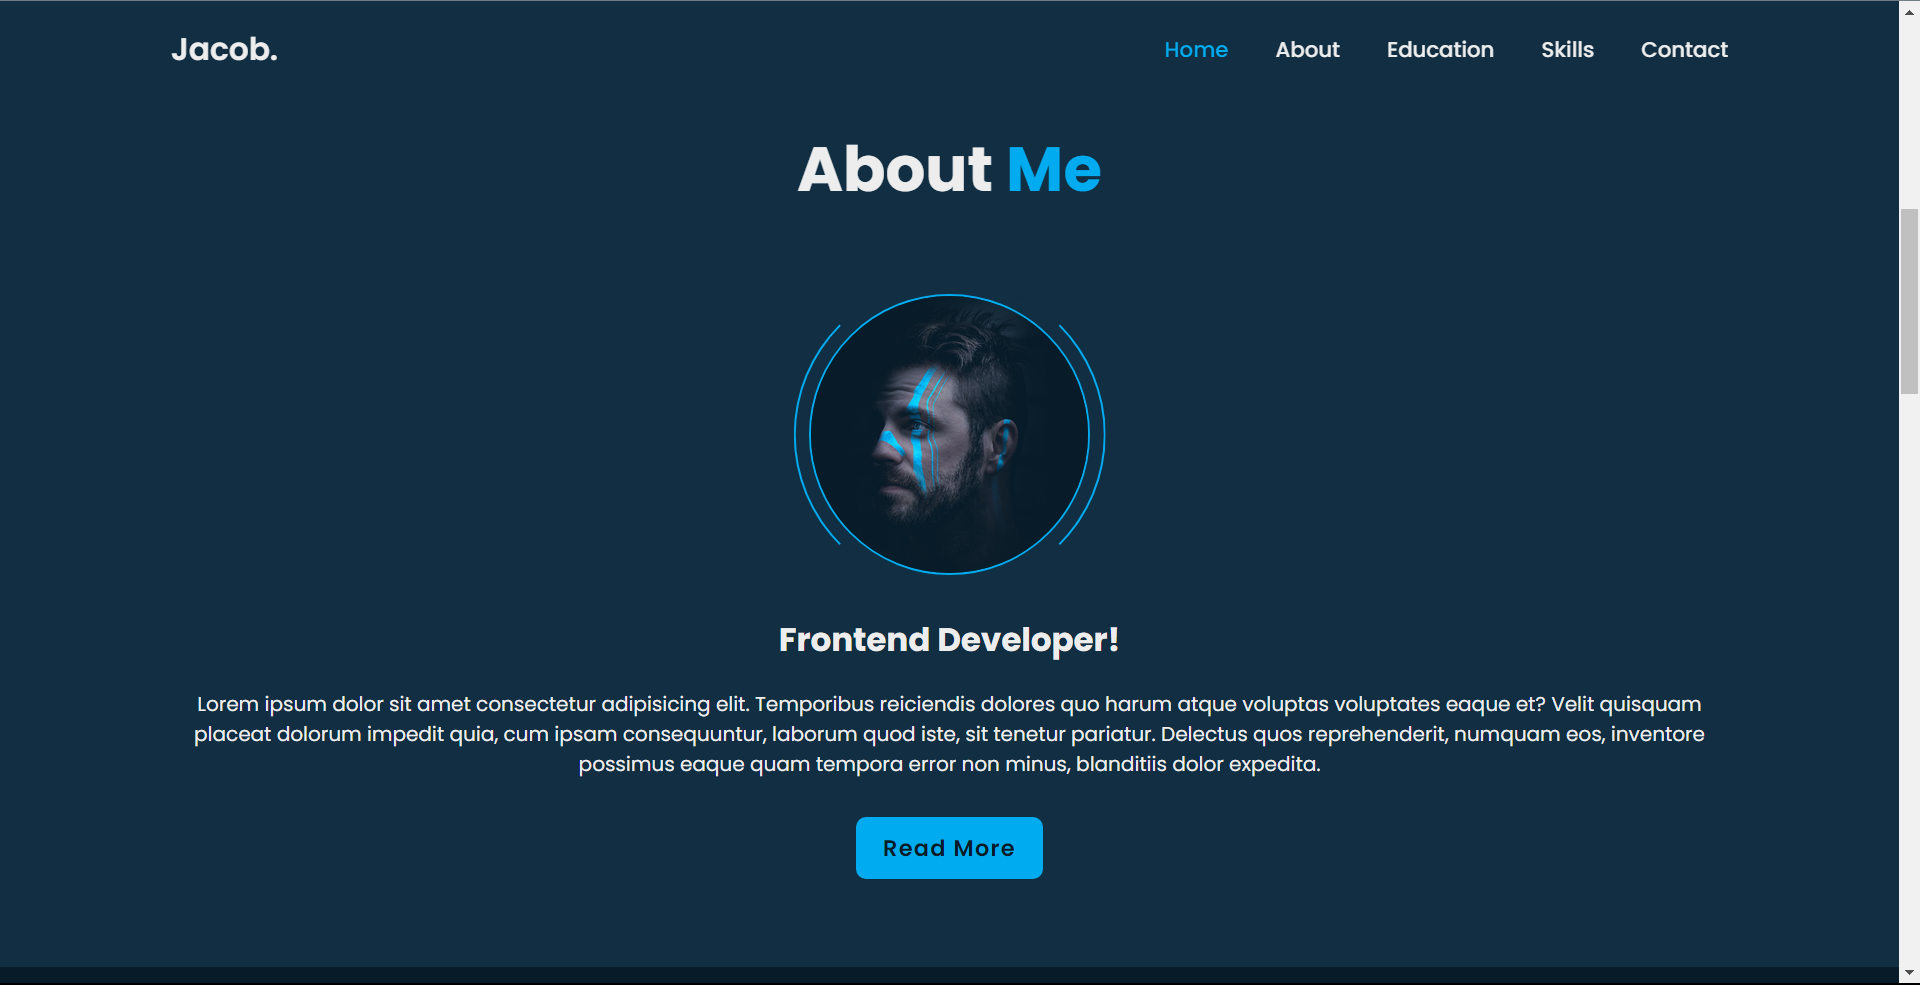 Jacob.
Home About Education Skills Contact
About Me
Frontend Developer!
Lorem ipsum dolor sit amet consectetur adipisicing elit. Temporibus reiciendis dolores quo harum atque voluptas voluptates eaque et? Velit quisquam
placeat dolorum impedit quia, cum ipsam consequuntur, laborum quod iste, sit tenetur pariatur. Delectus quos reprehenderit, numquam eos, inventore
possimus eaque quam tempora error non minus, blanditiis dolor expedita.
Read More